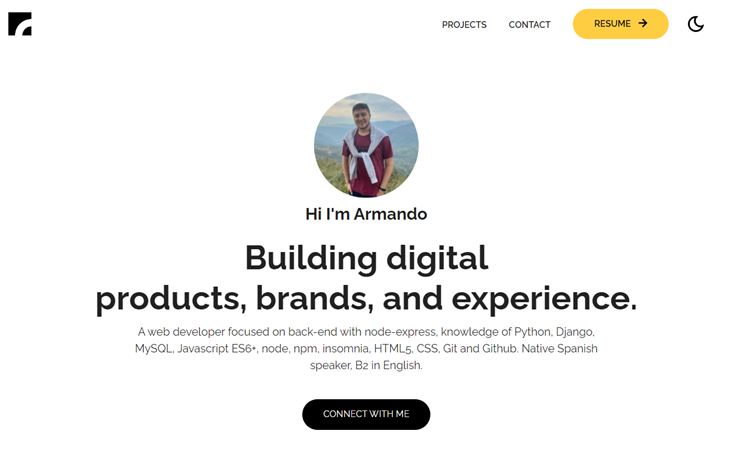 PROJECTS CONTACT RESUME
Hi I'm Armando
Building digital
products, brands, and experience.
A web developer focused on back-end with node-express, knowledge of Python, Django,
MySQL, Javascript ES6+, node, npm, insomnia, HTML5, CSS, Git and Github. Native Spanish
speaker, B2 in English.
CONNECT WITH ME